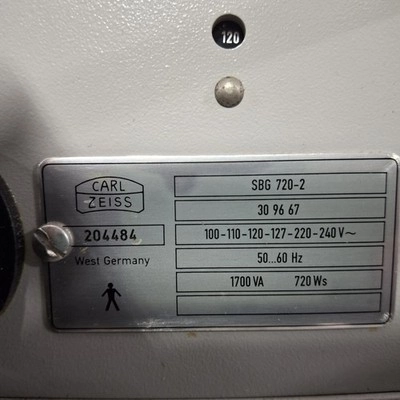 120
CARL
ZEISS
204484
West Germany
SBG 720-2
30 96 67
100-110-120-127-220-240 V~
50...60 Hz
1700 VA 720 Ws